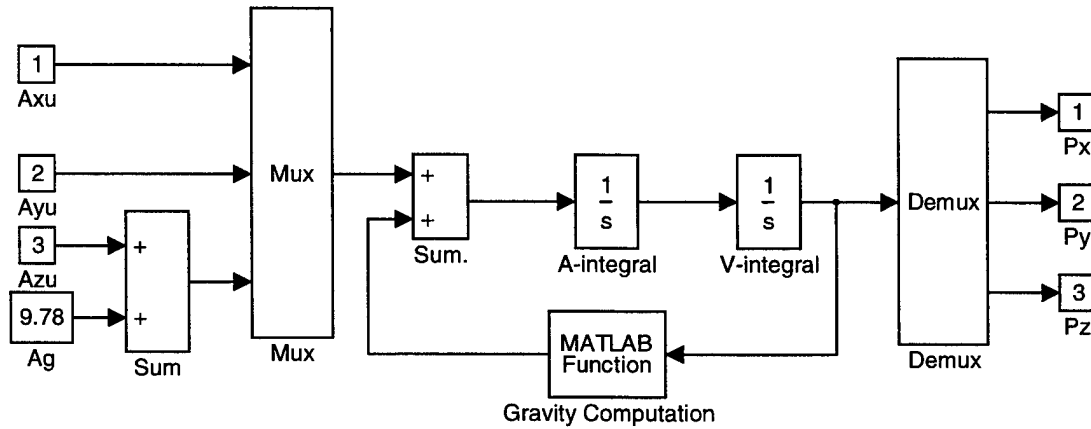 1
Axu
2
Ayu
3
Azu
9.78
Ag
+
+
Sum
Mux
Mux
+
+
Sum.
1
s
A-integral
1
s
V-integral
MATLAB
Function
Gravity Computation
Demux
Demux
1
Px
2
Py
3
Pz